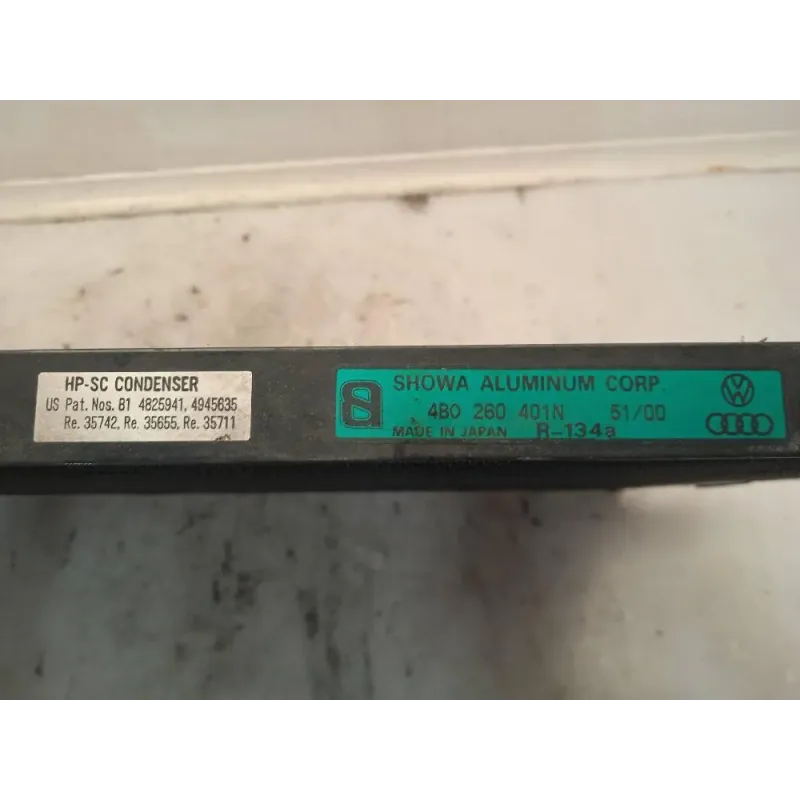 HP-SC CONDENSER
US Pat. Nos. B1 4825941, 4945635
Re. 35742, Re. 35655, Re. 35711
SHOWA ALUMINUM CORP.
4B0 260 401N 51/00
MADE IN JAPAN R-134a